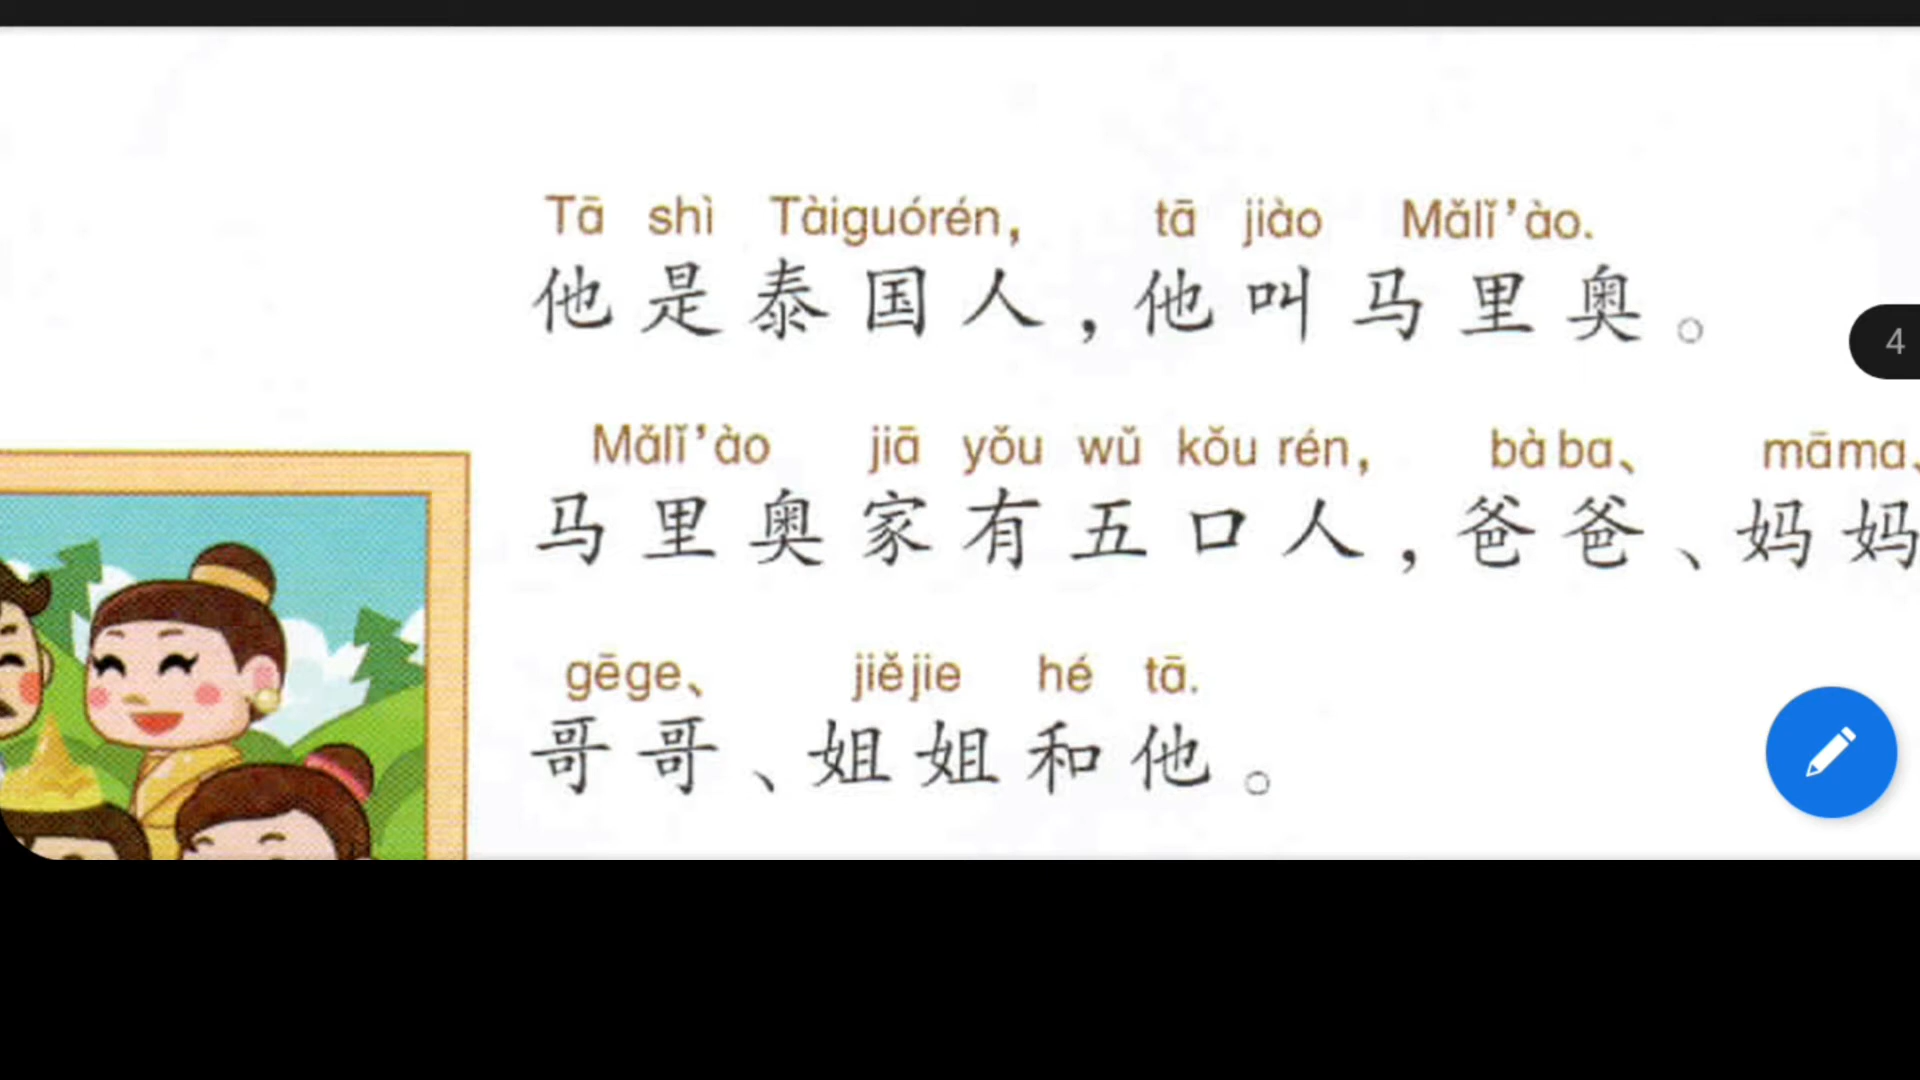 Tā shì Tàiguórén, tā jiào Mǎlǐ’ào.
他是泰国人，他叫马里奥。
4
Mǎlǐ’ào jiā yǒu wǔ kǒu rén, bàba、 māma、
马里奥家有五口人，爸爸、妈妈
gēge、 jiějie hé tā.
哥哥、姐姐和他。